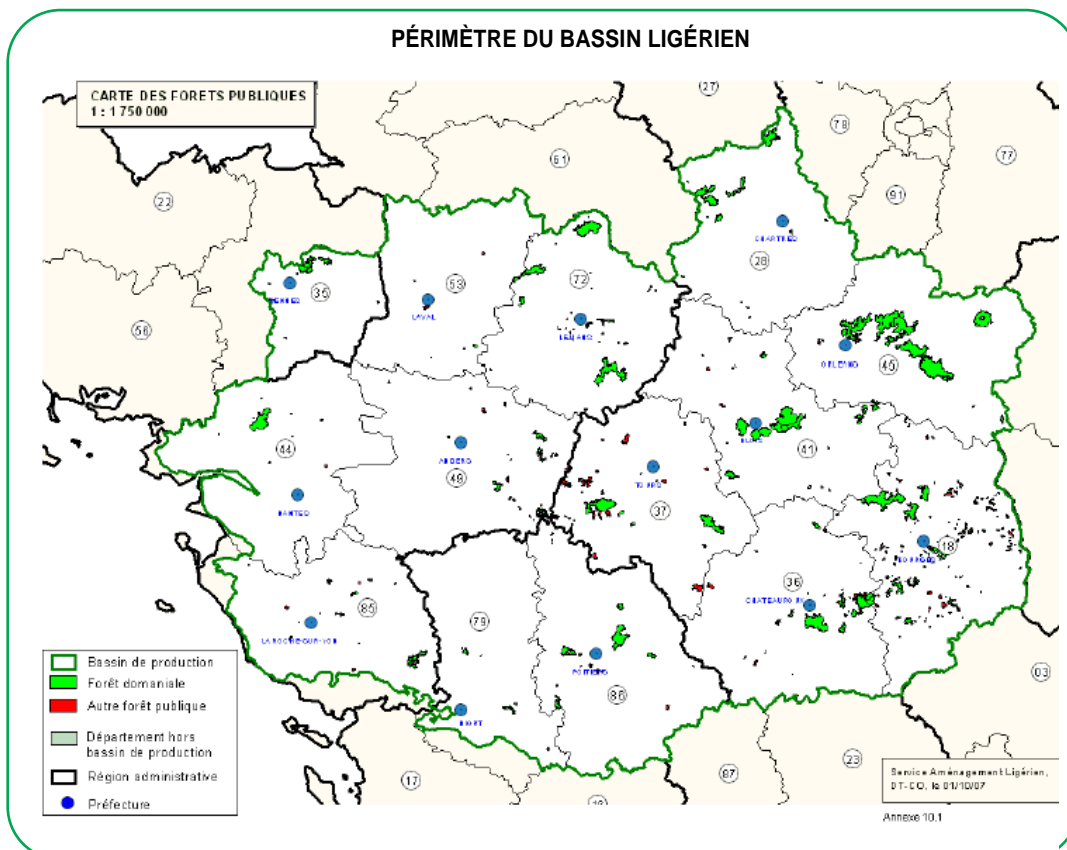 PÉRIMÈTRE DU BASSIN LIGÉRIEN
CARTE DES FORETS PUBLIQUES
1 : 1 750 000
27
78
77
61
91
22
CHARTRES
28
35
RENNES
53
72
56
LAVAL
LE MANS
ORLEANS
45
BLOIS
41
44
ANGERS
49
TOURS
37
NANTES
BOURGES
18
36
CHATEAUROUX
85
79
LA ROCHE-SUR-YON
POITIERS
86
03
NIORT
17
87
23
16
Bassin de production
Forêt domaniale
Autre forêt publique
Département hors
bassin de production
Région administrative
Préfecture
Service Aménagement Ligérien,
DT-CO, le 01/10/07
Annexe 10.1